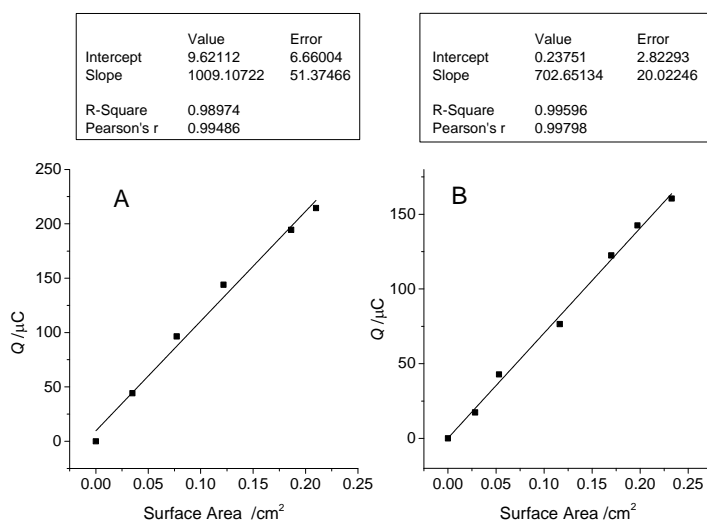 Value Error
Intercept 9.62112 6.66004
Slope 1009.10722 51.37466
R-Square 0.98974
Pearson's r 0.99486
Value Error
Intercept 0.23751 2.82293
Slope 702.65134 20.02246
R-Square 0.99596
Pearson's r 0.99798
A
250
200
150
100
50
0
Q /μC
0.00 0.05 0.10 0.15 0.20 0.25
Surface Area /cm²
B
150
100
50
0
Q /μC
0.00 0.05 0.10 0.15 0.20 0.25
Surface Area /cm²